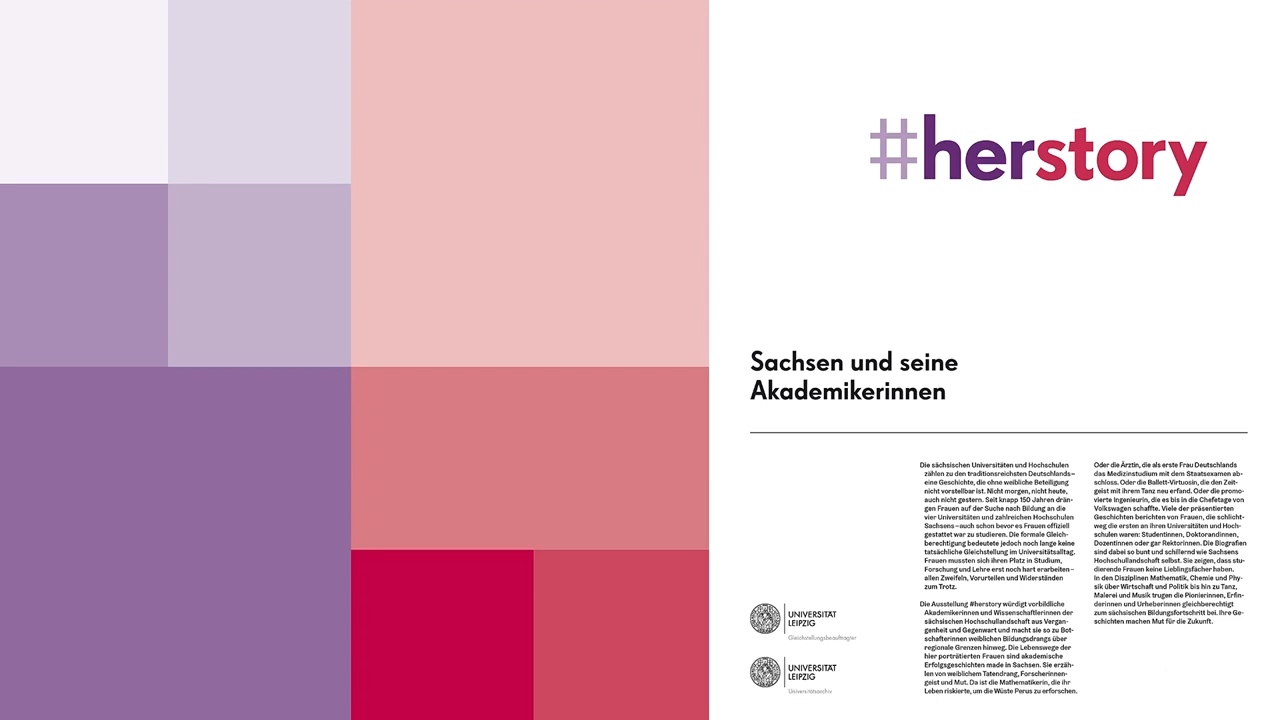 #herstory
Sachsen und seine
Akademikerinnen
Die sächsischen Universitäten und Hochschulen
zählen zu den traditionsreichsten Deutschlands –
eine Geschichte, die ohne weibliche Beteiligung
nicht vorstellbar ist. Nicht morgen, nicht heute,
auch nicht gestern. Seit knapp 150 Jahren drän-
gen Frauen auf der Suche nach Bildung an die
vier Universitäten und zahlreichen Hochschulen
Sachsens – auch schon bevor es Frauen offiziell
gestattet war zu studieren. Die formale Gleich-
berechtigung bedeutete jedoch noch lange keine
tatsächliche Gleichstellung im Universitätsalltag.
Frauen mussten sich ihren Platz in Studium,
Forschung und Lehre erst noch hart erarbeiten –
allen Zweifeln, Vorurteilen und Widerständen
zum Trotz.
Die Ausstellung #herstory würdigt vorbildliche
Akademikerinnen und Wissenschaftlerinnen der
sächsischen Hochschullandschaft aus Vergan-
genheit und Gegenwart und macht sie so zu Bot-
schafterinnen weiblichen Bildungsdrangs über
regionale Grenzen hinweg. Die Lebenswege der
hier porträtierten Frauen sind akademische
Erfolgsgeschichten made in Sachsen. Sie erzäh-
len von weiblichem Tatendrang, Forscherinnen-
geist und Mut. Da ist die Mathematikerin, die ihr
Leben riskierte, um die Wüste Perus zu erforschen.
Oder die Ärztin, die als erste Frau Deutschlands
das Medizinstudium mit dem Staatsexamen ab-
schloss. Oder die Ballett-Virtuosin, die den Zeit-
geist mit ihrem Tanz neu erfand. Oder die promo-
vierte Ingenieurin, die es bis in die Chefetage von
Volkswagen schaffte. Viele der präsentierten
Geschichten berichten von Frauen, die schlicht-
weg die ersten an ihren Universitäten und Hoch-
schulen waren: Studentinnen, Doktorandinnen,
Dozentinnen oder gar Rektorinnen. Die Biografien
sind dabei so bunt und schillernd wie Sachsens
Hochschullandschaft selbst. Sie zeigen, dass stu-
dierende Frauen keine Lieblingsfächer haben.
In den Disziplinen Mathematik, Chemie und Phy-
sik über Wirtschaft und Politik bis hin zu Tanz,
Malerei und Musik trugen die Pionierinnen, Erfin-
derinnen und Urheberinnen gleichberechtigt
zum sächsischen Bildungsfortschritt bei. Ihre Ge-
schichten machen Mut für die Zukunft.
UNIVERSITÄT
LEIPZIG
Gleichstellungsbeauftragter
UNIVERSITÄT
LEIPZIG
Universitätsarchiv